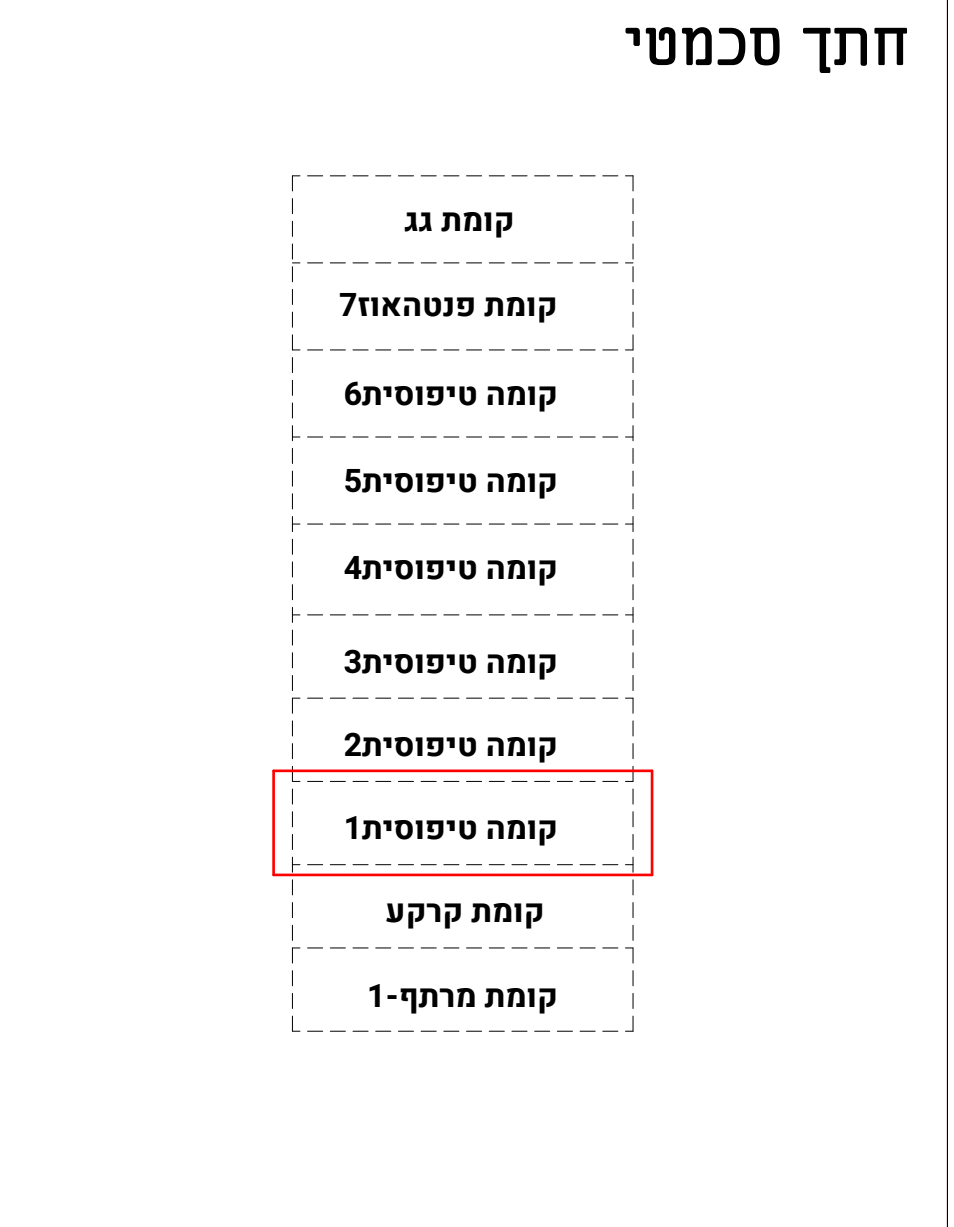 חתך סכמטי
קומת גג
קומת פנטהאוז7
קומה טיפוסית6
קומה טיפוסית5
קומה טיפוסית4
קומה טיפוסית3
קומה טיפוסית2
קומה טיפוסית1
קומת קרקע
קומת מרתף-1